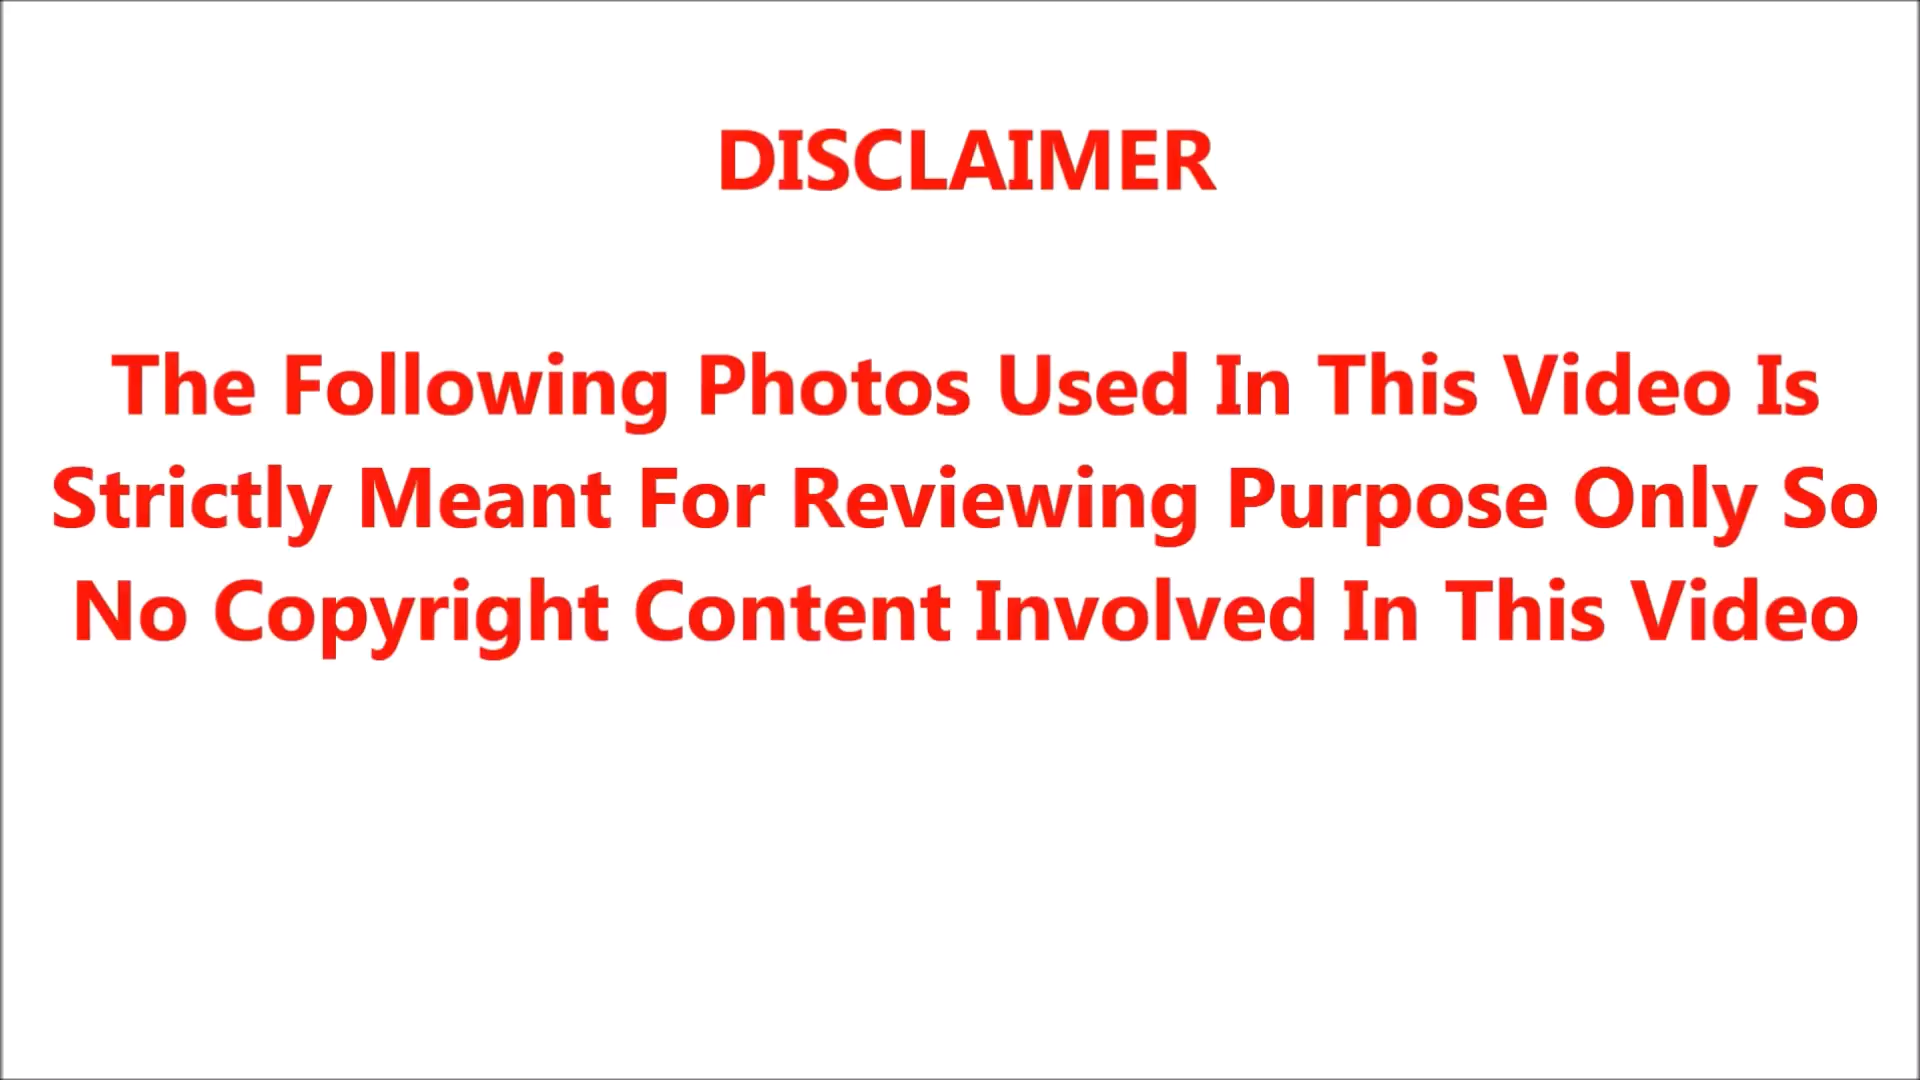 DISCLAIMER
The Following Photos Used In This Video Is
Strictly Meant For Reviewing Purpose Only So
No Copyright Content Involved In This Video